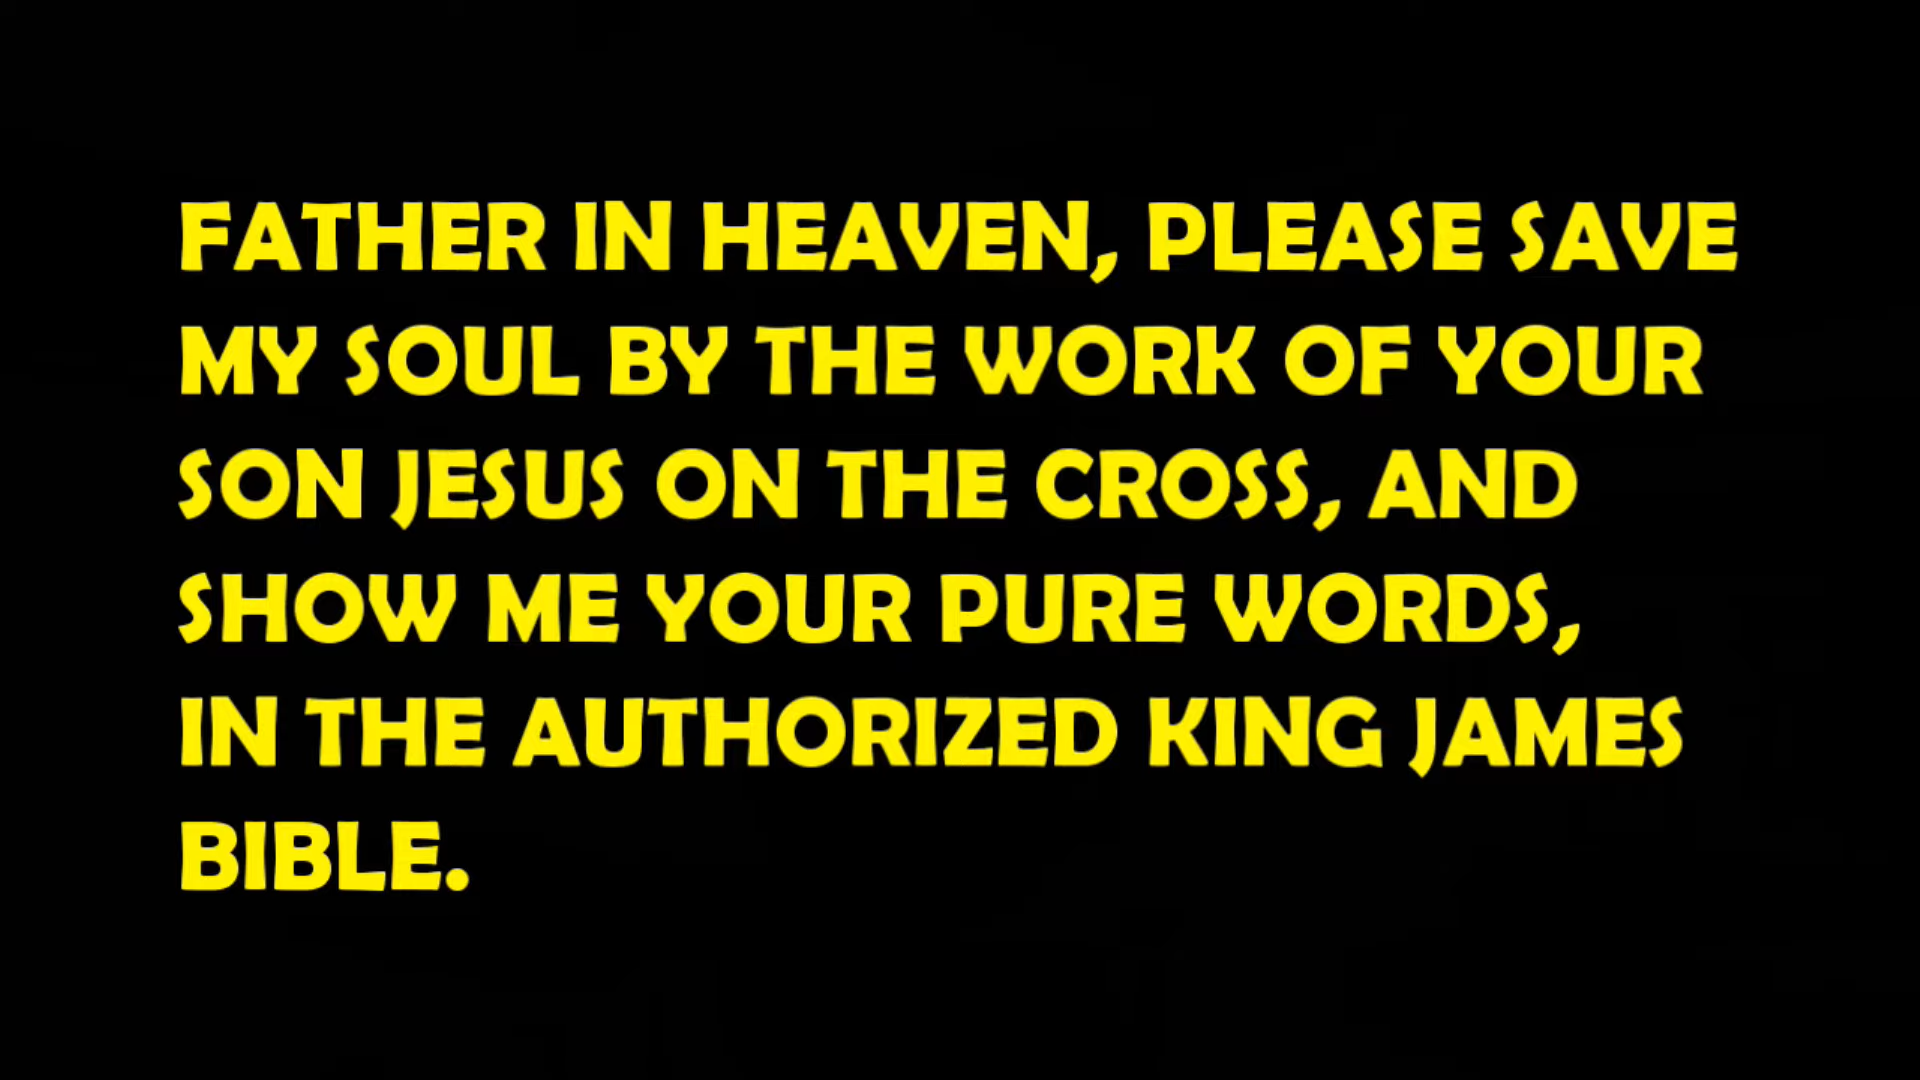 FATHER IN HEAVEN, PLEASE SAVE
MY SOUL BY THE WORK OF YOUR
SON JESUS ON THE CROSS, AND
SHOW ME YOUR PURE WORDS,
IN THE AUTHORIZED KING JAMES
BIBLE.